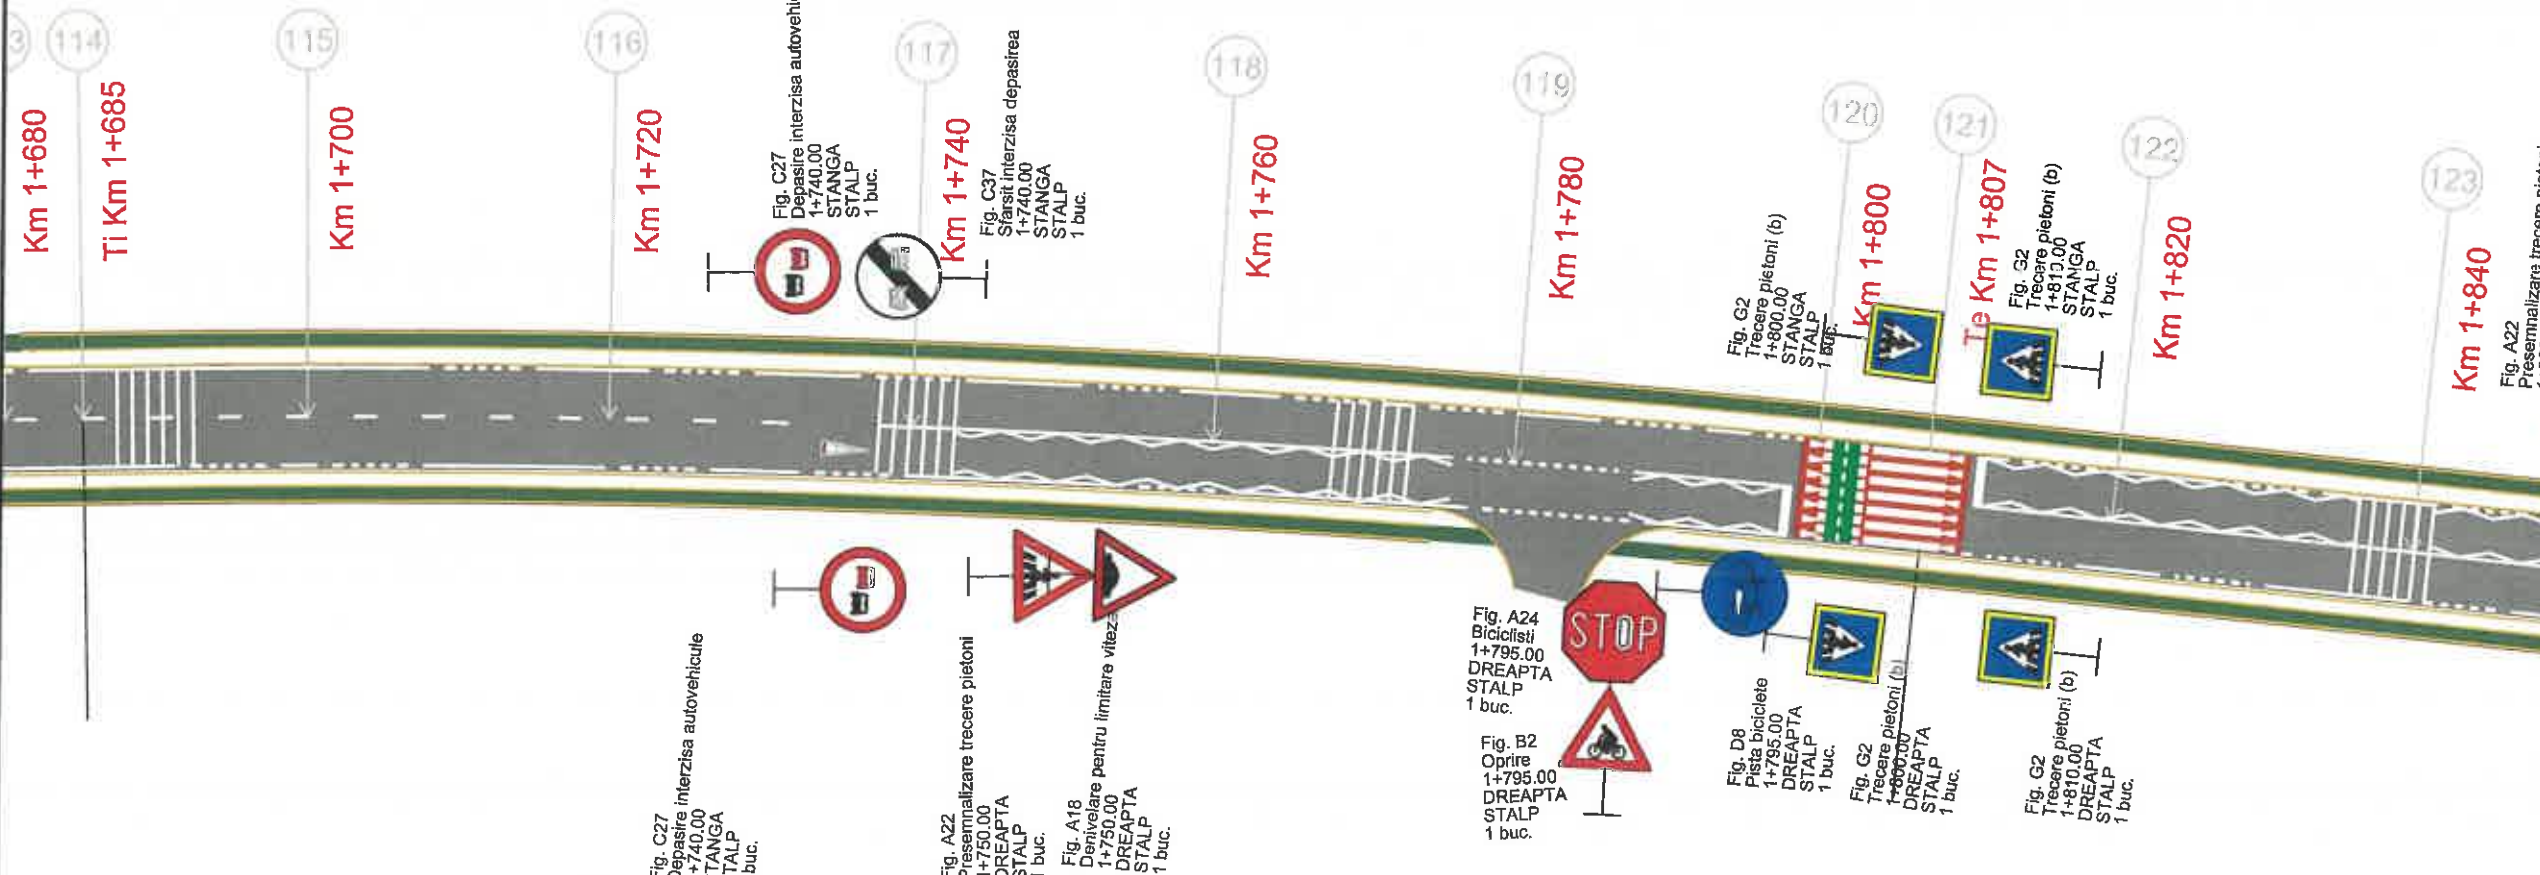 3
114
115
116
117
118
119
120
121
122
123
Km 1+680
Ti Km 1+685
Km 1+700
Km 1+720
Km 1+740
Km 1+760
Km 1+780
Km 1+800
Te Km 1+807
Km 1+820
Km 1+840
Fig. C27
Depasire interzisa autovehi
1+740.00
STANGA
STALP
1 buc.
Fig. C37
Sfarsit interzisa depasirea
1+740.00
STANGA
STALP
1 buc.
Fig. G2
Trecere pietoni (b)
1+800.00
STANGA
STALP
1 buc.
Fig. G2
Trecere pietoni (b)
1+810.00
STANGA
STALP
1 buc.
Fig. A22
Presemnalizare trecere
Fig. C27
Depasire interzisa autovehicule
+740.00
TANGA
TALP
buc.
Fig. A22
Presemnalizare trecere pietoni
1+750.00
DREAPTA
STALP
1 buc.
Fig. A18
Denivelare pentru limitare viteza
1+750.00
DREAPTA
STALP
1 buc.
Fig. A24
Biciclisti
1+795.00
DREAPTA
STALP
1 buc.
STOP
Fig. B2
Oprire
1+795.00
DREAPTA
STALP
1 buc.
Fig. D8
Pista biciclete
1+795.00
DREAPTA
STALP
1 buc.
Fig. G2
Trecere pietoni (b)
1+800.00
DREAPTA
STALP
1 buc.
Fig. G2
Trecere pietoni (b)
1+810.00
DREAPTA
STALP
1 buc.